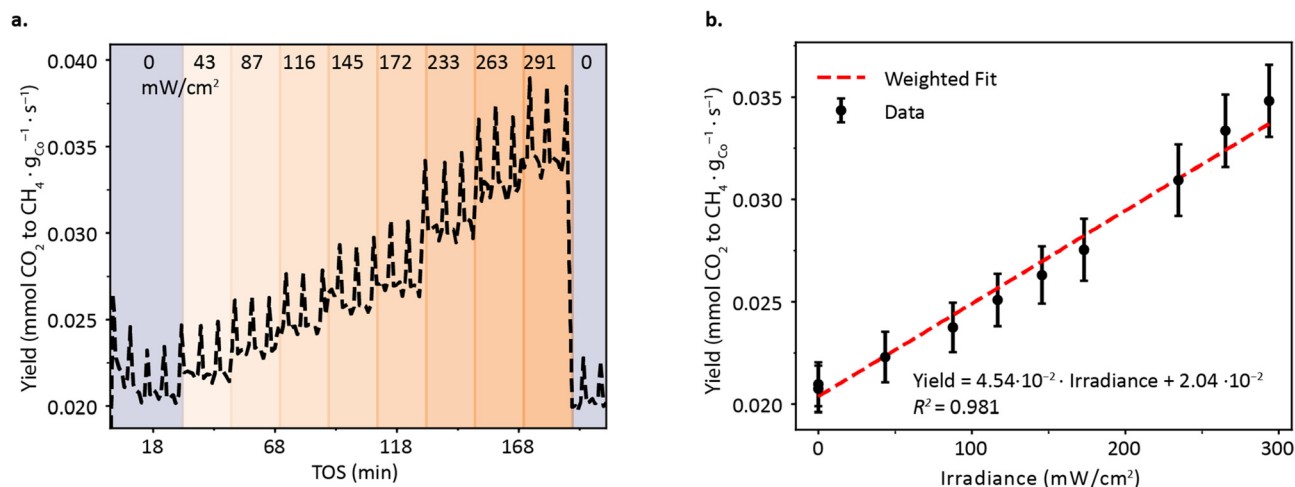 a.
0 43 87 116 145 172 233 263 291 0
mW/cm²
0.040
0.035
0.030
0.025
0.020
Yield (mmol CO₂ to CH₄ · g_Co⁻¹ · s⁻¹)
18 68 118 168
TOS (min)
b.
Weighted Fit
Data
0.035
0.030
0.025
0.020
Yield (mmol CO₂ to CH₄ · g_Co⁻¹ · s⁻¹)
Yield = 4.54·10⁻² · Irradiance + 2.04 ·10⁻²
R² = 0.981
0 100 200 300
Irradiance (mW/cm²)